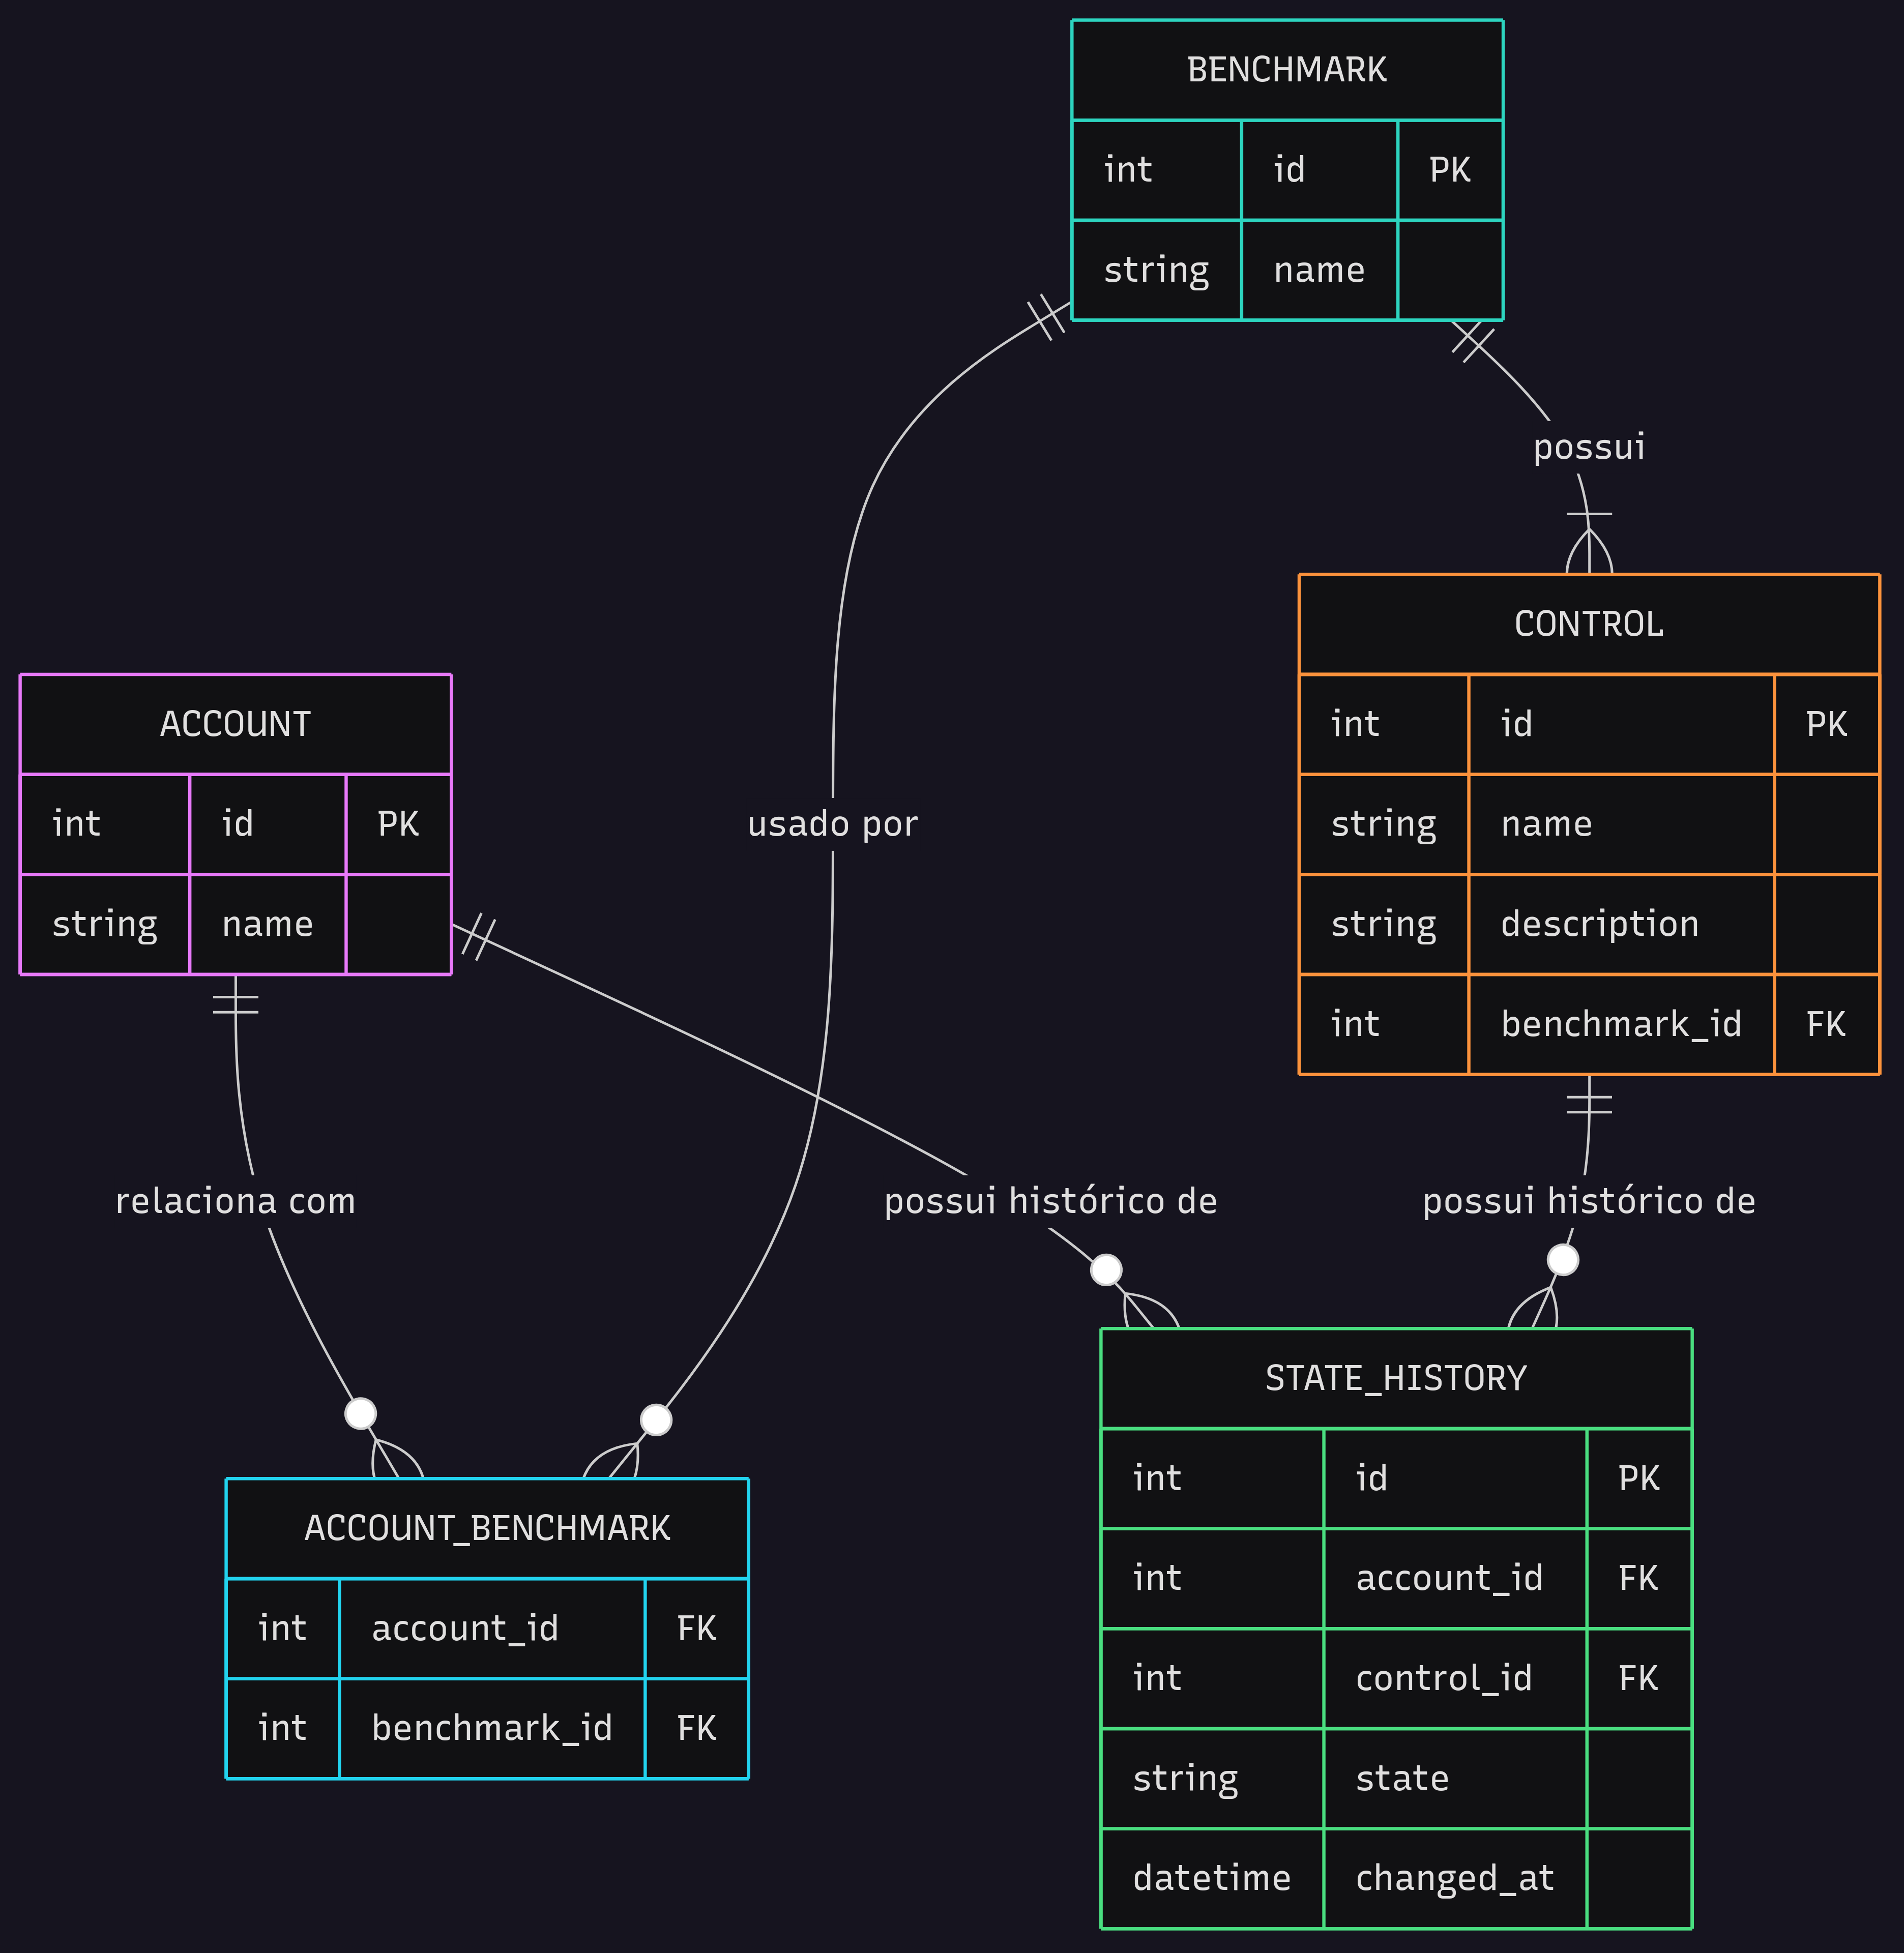 BENCHMARK
int id PK
string name
possui
CONTROL
int id PK
string name
string description
int benchmark_id FK
ACCOUNT
int id PK
string name
usado por
relaciona com
possui histórico de
possui histórico de
STATE_HISTORY
int id PK
int account_id FK
int control_id FK
string state
datetime changed_at
ACCOUNT_BENCHMARK
int account_id FK
int benchmark_id FK